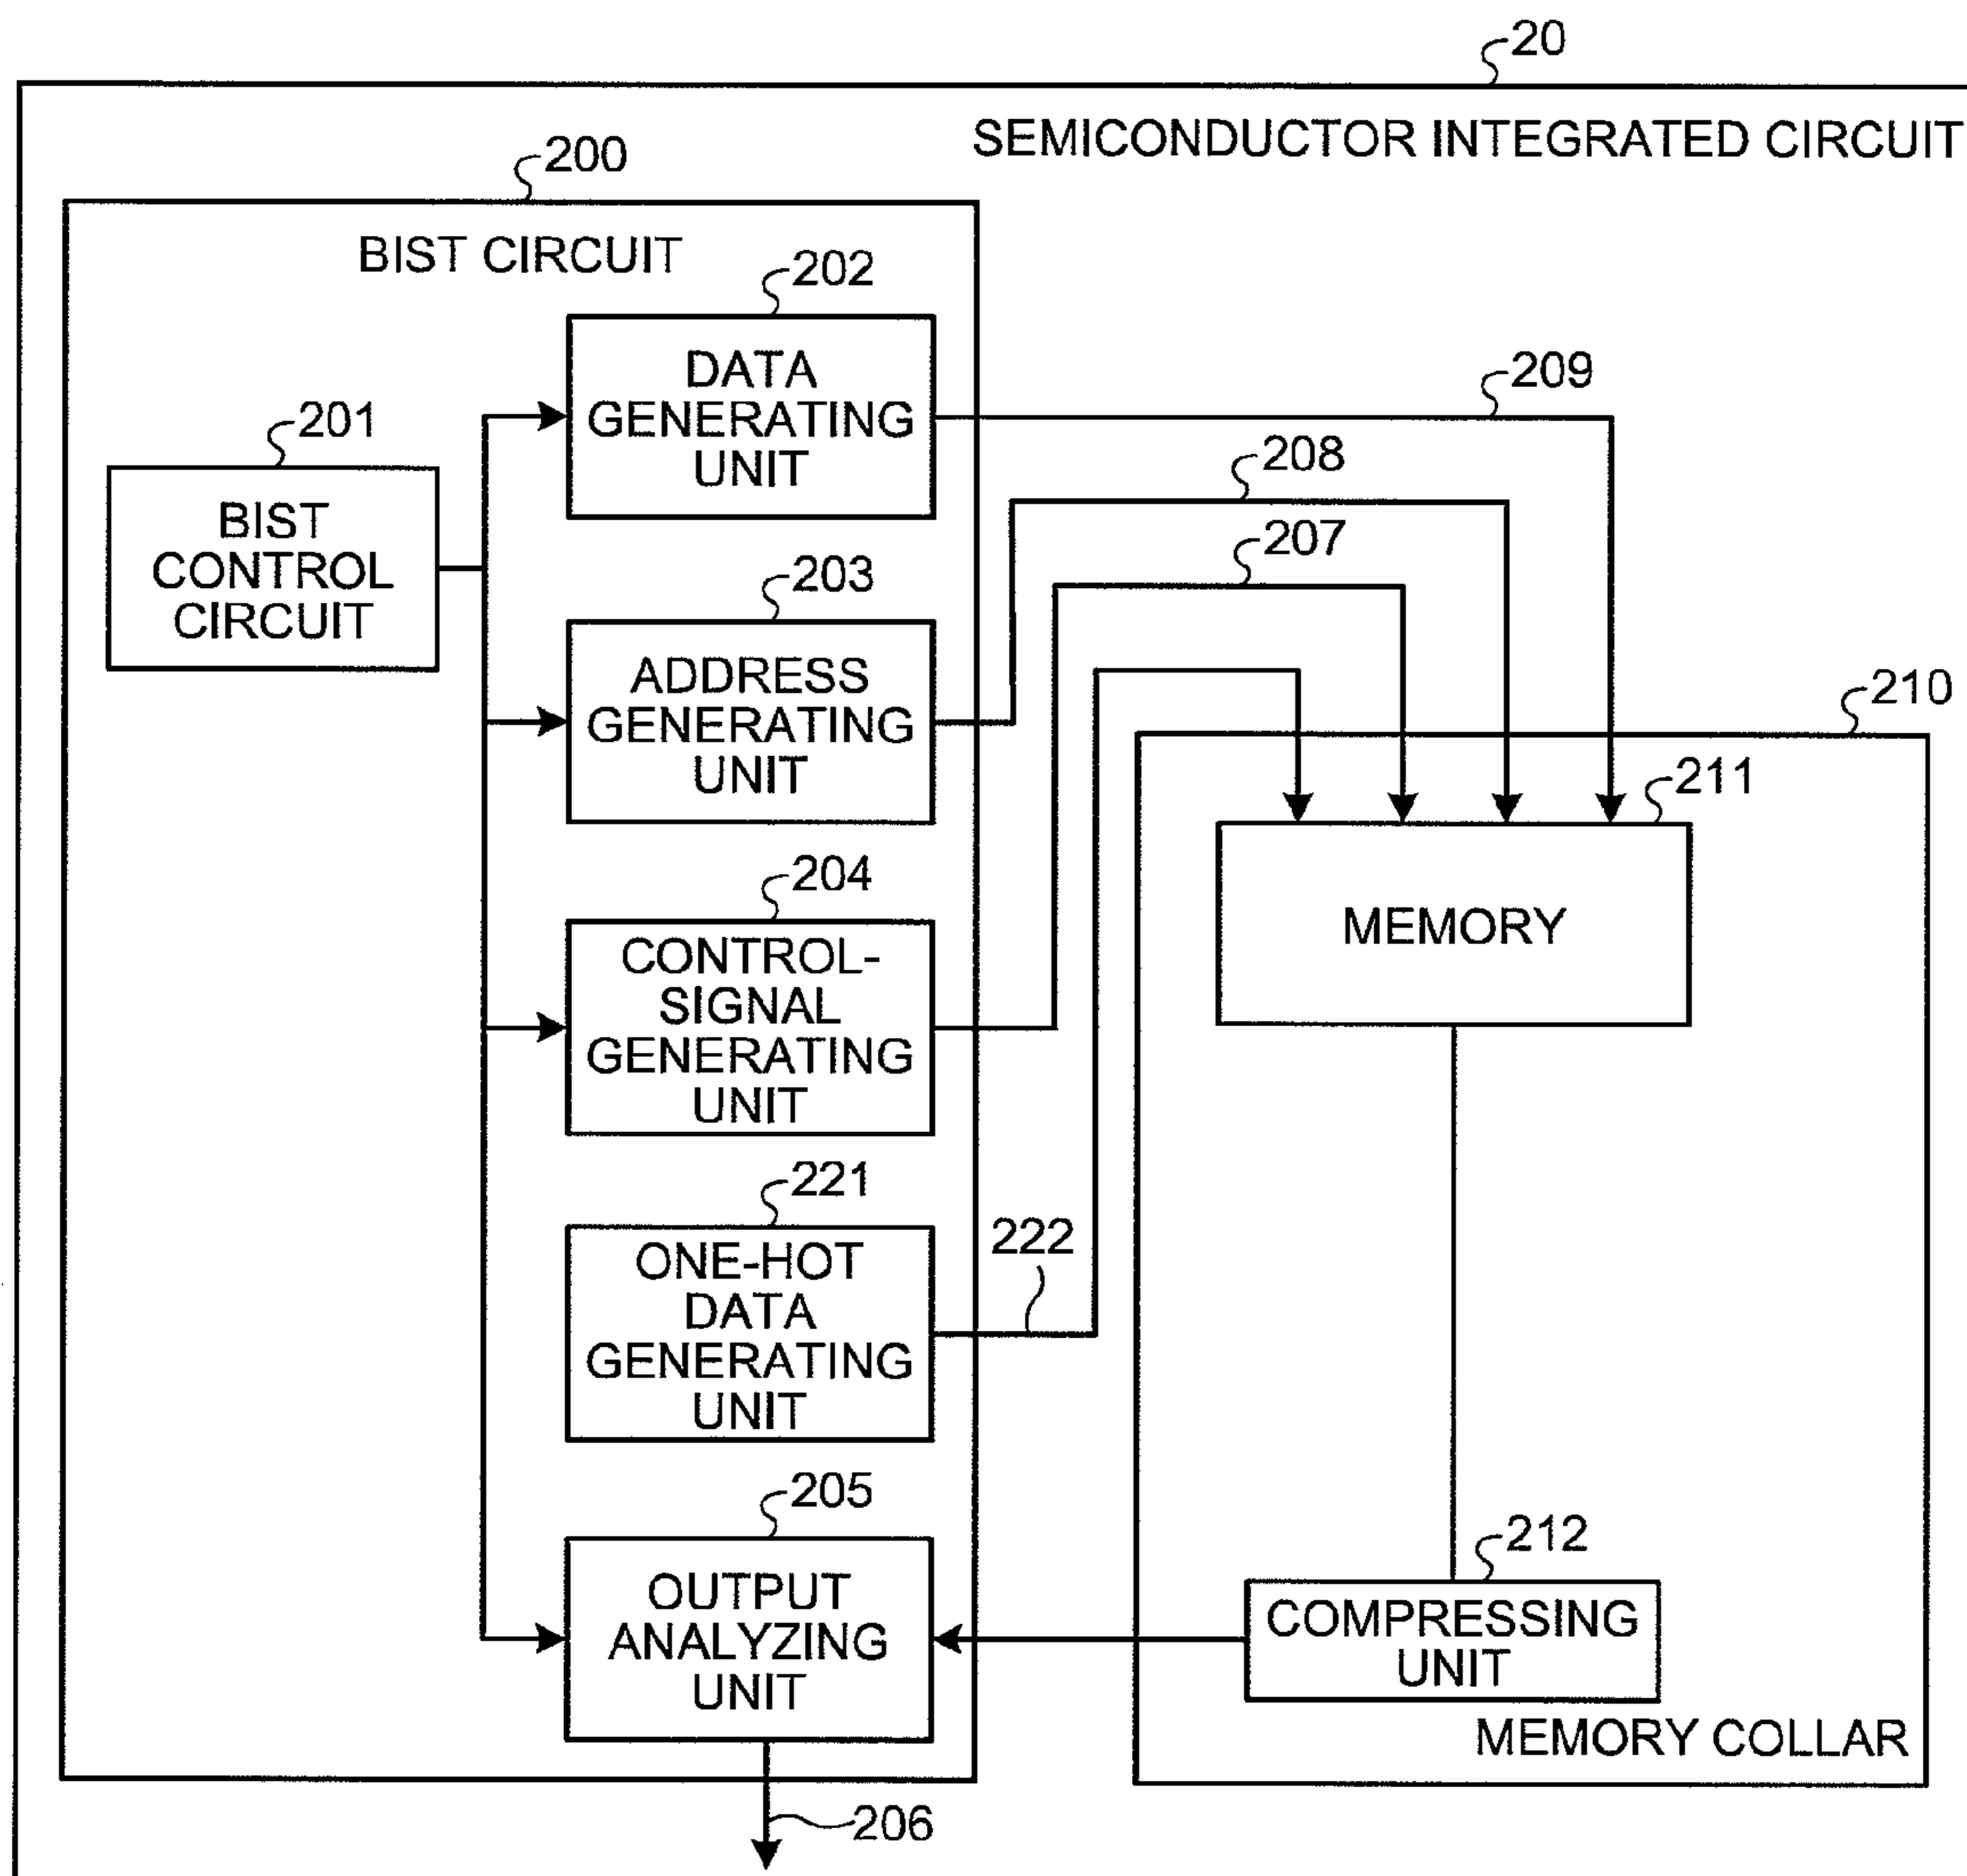 20
SEMICONDUCTOR INTEGRATED CIRCUIT
200
BIST CIRCUIT
202
DATA
GENERATING
UNIT
209
201
BIST
CONTROL
CIRCUIT
208
207
203
ADDRESS
GENERATING
UNIT
210
211
MEMORY
204
CONTROL-
SIGNAL
GENERATING
UNIT
221
ONE-HOT
DATA
GENERATING
UNIT
222
205
OUTPUT
ANALYZING
UNIT
212
COMPRESSING
UNIT
MEMORY COLLAR
206